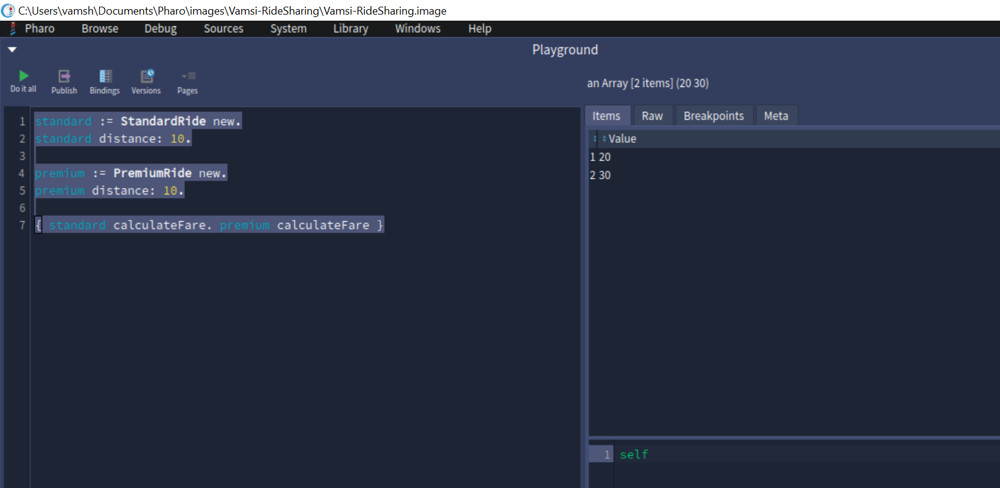 C:\Users\vamsh\Documents\Pharo\images\Vamsi-RideSharing\Vamsi-RideSharing.image
Pharo Browse Debug Sources System Library Windows Help
Playground
Do it all Publish Bindings Versions Pages
1 standard := StandardRide new.
2 standard distance: 10.
3
4 premium := PremiumRide new.
5 premium distance: 10.
6
7 { standard calculateFare. premium calculateFare }
an Array [2 items] (20 30)
Items Raw Breakpoints Meta
Value
1 20
2 30
1 self